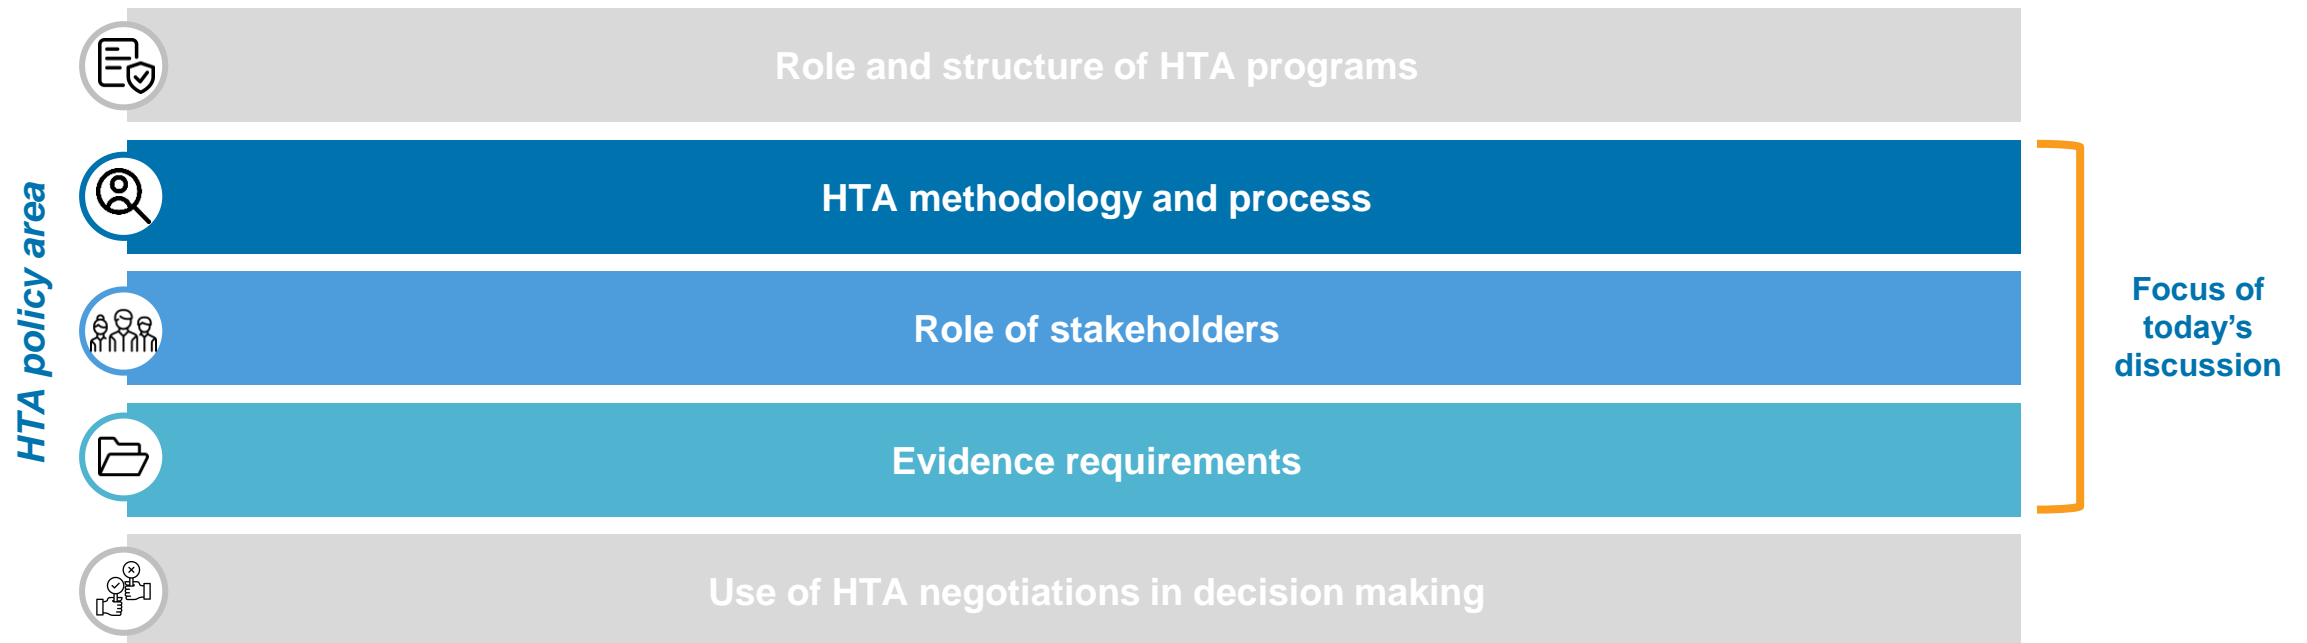 HTA policy area
Role and structure of HTA programs
HTA methodology and process
Role of stakeholders
Evidence requirements
Use of HTA negotiations in decision making
Focus of
today’s
discussion